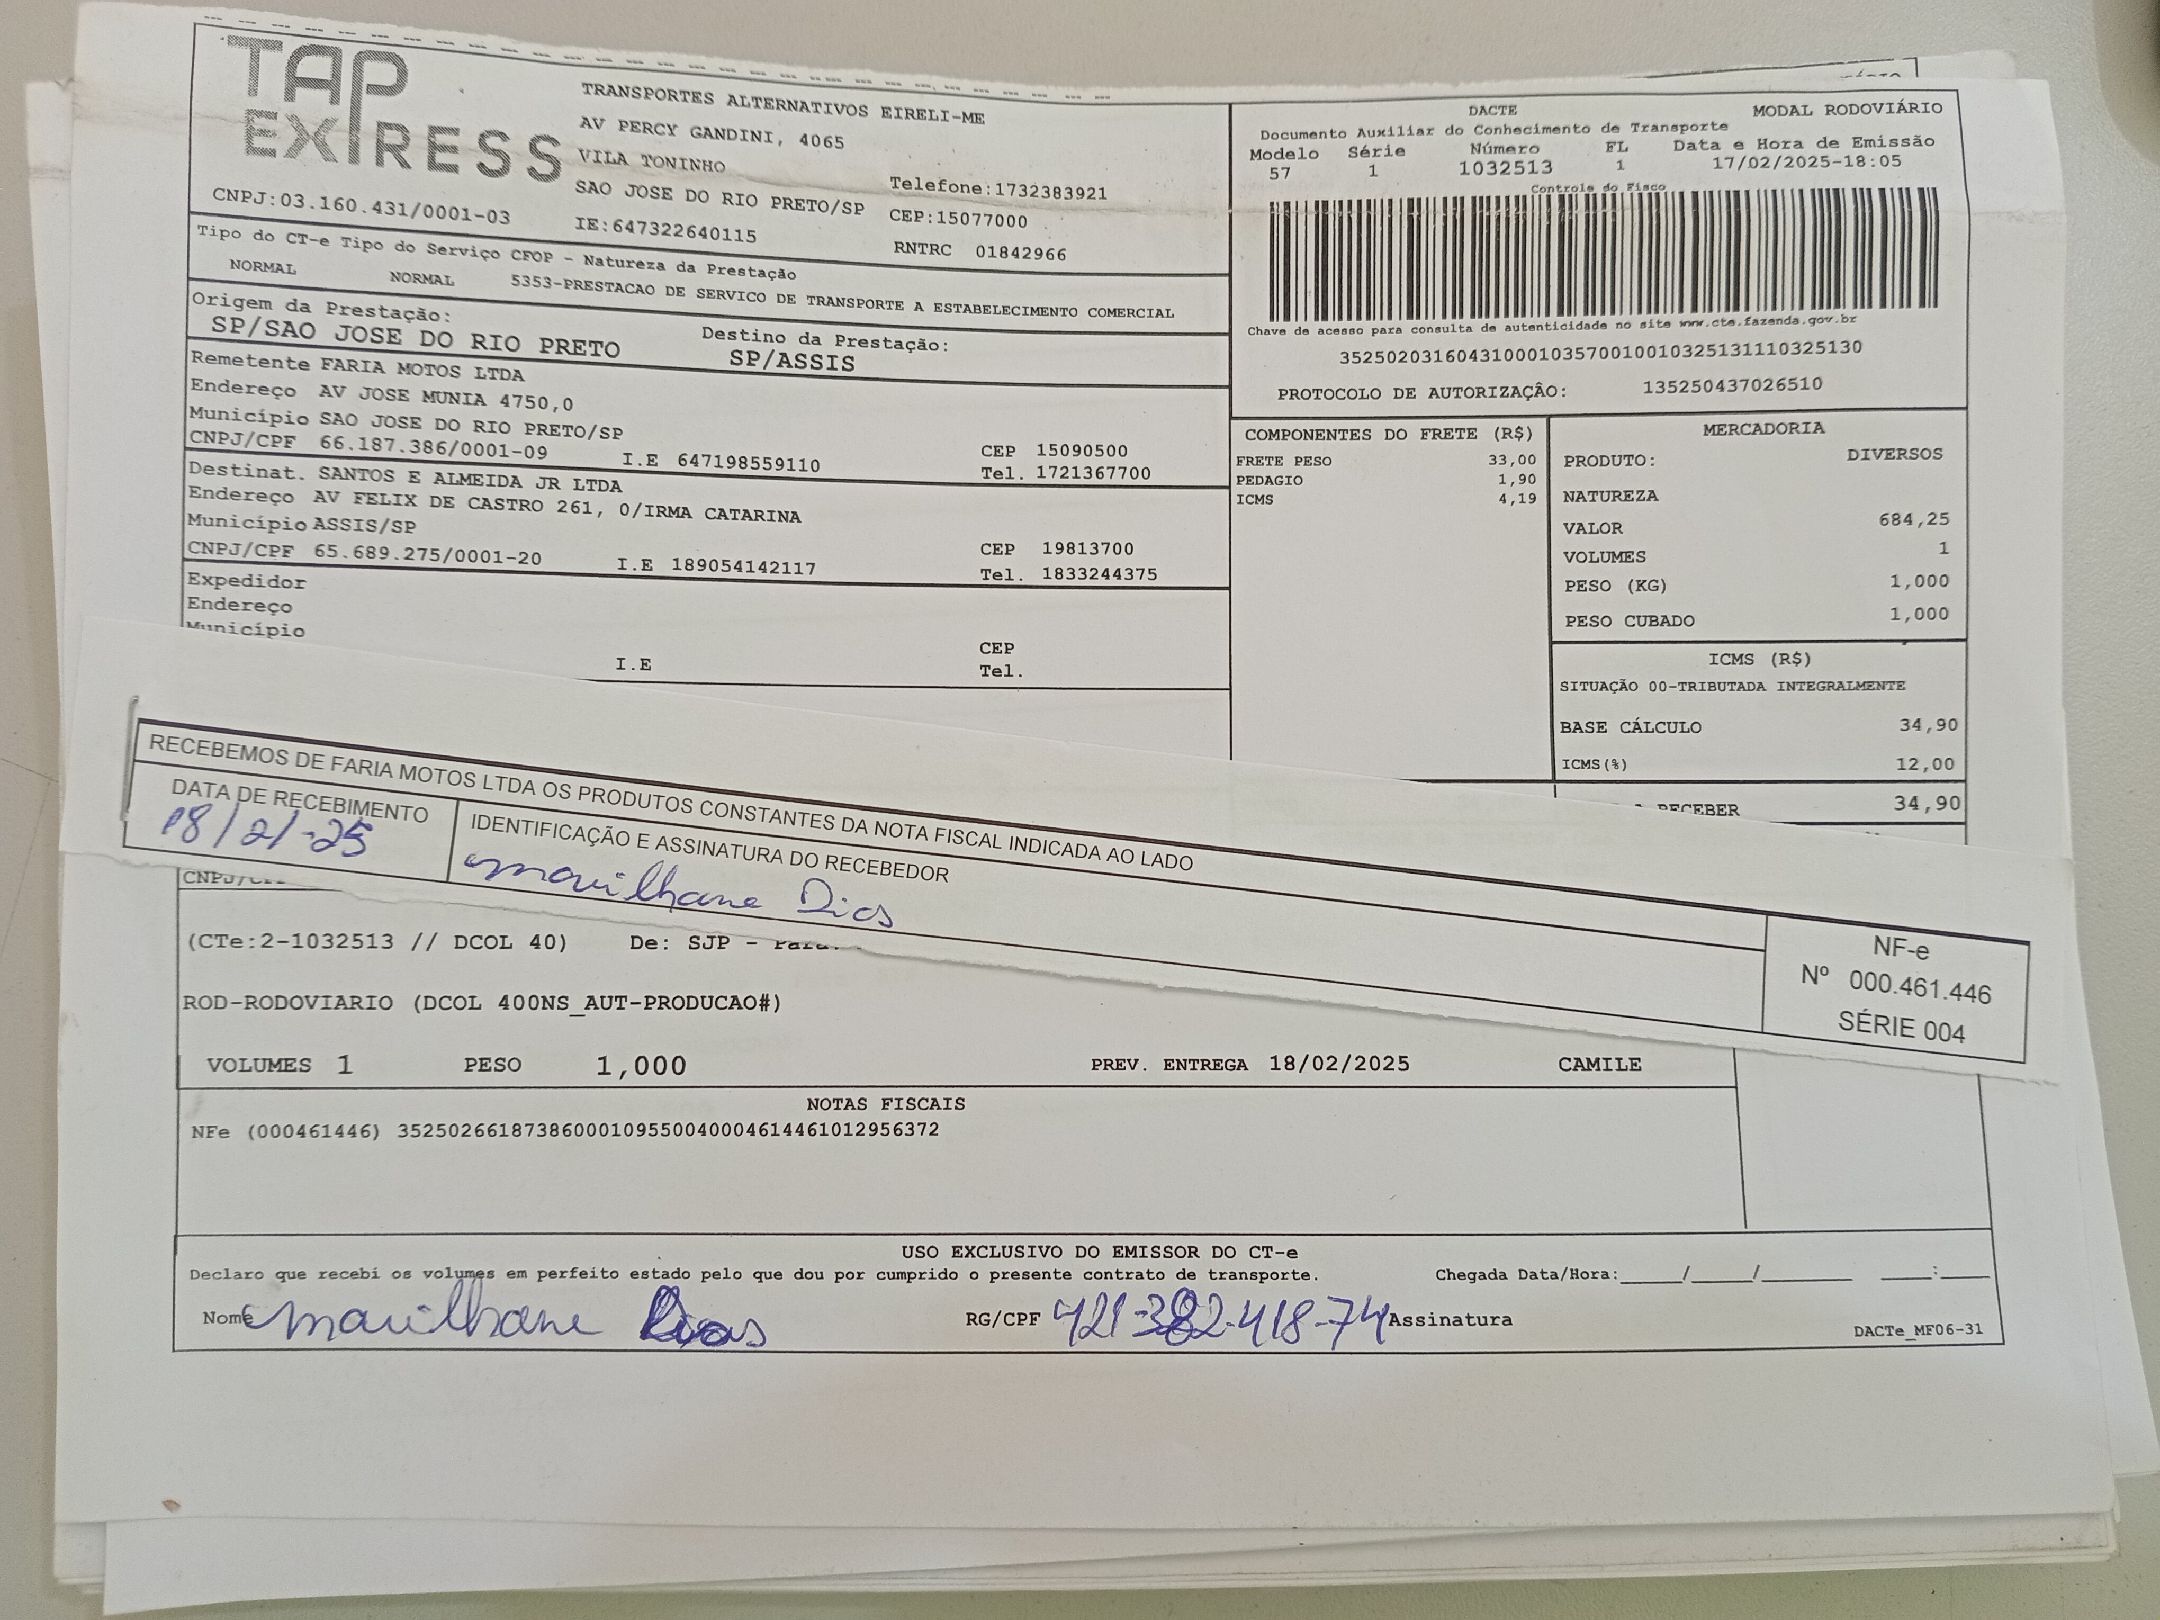 TAP EXPRESS
TRANSPORTES ALTERNATIVOS EIRELI-ME
AV PERCY GANDINI, 4065
VILA TONINHO
SAO JOSE DO RIO PRETO/SP
Telefone:1732383921
CEP:15077000
CNPJ:03.160.431/0001-03
IE:647322640115
RNTRC 01842966
DACTE MODAL RODOVIÁRIO
Documento Auxiliar do Conhecimento de Transporte
Modelo Série Número FL Data e Hora de Emissão
57 1 1032513 1 17/02/2025-18:05
Controle do Fisco
Chave de acesso para consulta de autenticidade no site www.cte.fazenda.gov.br
35250203160431000103570010010325131110325130
PROTOCOLO DE AUTORIZAÇÃO: 135250437026510
Tipo do CT-e Tipo do Serviço CFOP - Natureza da Prestação
NORMAL NORMAL 5353-PRESTACAO DE SERVICO DE TRANSPORTE A ESTABELECIMENTO COMERCIAL
Origem da Prestação: Destino da Prestação:
SP/SAO JOSE DO RIO PRETO SP/ASSIS
Remetente FARIA MOTOS LTDA
Endereço AV JOSE MUNIA 4750,0
Município SAO JOSE DO RIO PRETO/SP CEP 15090500
CNPJ/CPF 66.187.386/0001-09 I.E 647198559110 Tel. 1721367700
Destinat. SANTOS E ALMEIDA JR LTDA
Endereço AV FELIX DE CASTRO 261, 0/IRMA CATARINA
Município ASSIS/SP CEP 19813700
CNPJ/CPF 65.689.275/0001-20 I.E 189054142117 Tel. 1833244375
Expedidor
Endereço
Município CEP
I.E Tel.
COMPONENTES DO FRETE (R$)
FRETE PESO 33,00
PEDAGIO 1,90
ICMS 4,19
MERCADORIA
PRODUTO: DIVERSOS
NATUREZA
VALOR 684,25
VOLUMES 1
PESO (KG) 1,000
PESO CUBADO 1,000
ICMS (R$)
SITUAÇÃO 00-TRIBUTADA INTEGRALMENTE
BASE CÁLCULO 34,90
ICMS(%) 12,00
RECEBER 34,90
RECEBEMOS DE FARIA MOTOS LTDA OS PRODUTOS CONSTANTES DA NOTA FISCAL INDICADA AO LADO
DATA DE RECEBIMENTO IDENTIFICAÇÃO E ASSINATURA DO RECEBEDOR
18/2/-25 Marilhane Dias
NF-e
Nº 000.461.446
SÉRIE 004
(CTe:2-1032513 // DCOL 40) De: SJP -
ROD-RODOVIARIO (DCOL 400NS_AUT-PRODUCAO#)
VOLUMES 1 PESO 1,000 PREV. ENTREGA 18/02/2025 CAMILE
NOTAS FISCAIS
NFe (000461446) 35250266187386000109550040004614461012956372
USO EXCLUSIVO DO EMISSOR DO CT-e
Declaro que recebi os volumes em perfeito estado pelo que dou por cumprido o presente contrato de transporte. Chegada Data/Hora:_____/_____/_______ ____:____
Nome Marilhane Dias RG/CPF 421-382-418-74 Assinatura
DACTe_MF06-31